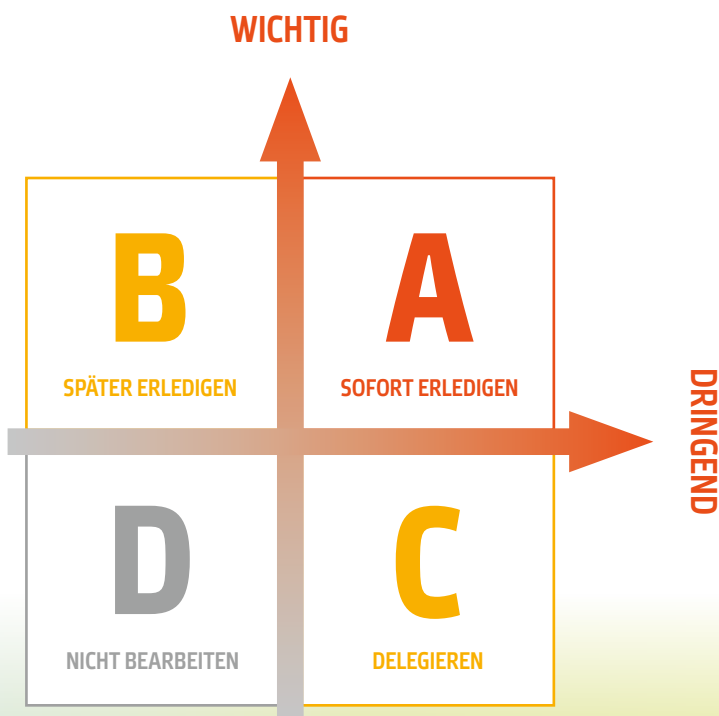 WICHTIG
B
SPÄTER ERLEDIGEN
A
SOFORT ERLEDIGEN
DRINGEND
D
NICHT BEARBEITEN
C
DELEGIEREN